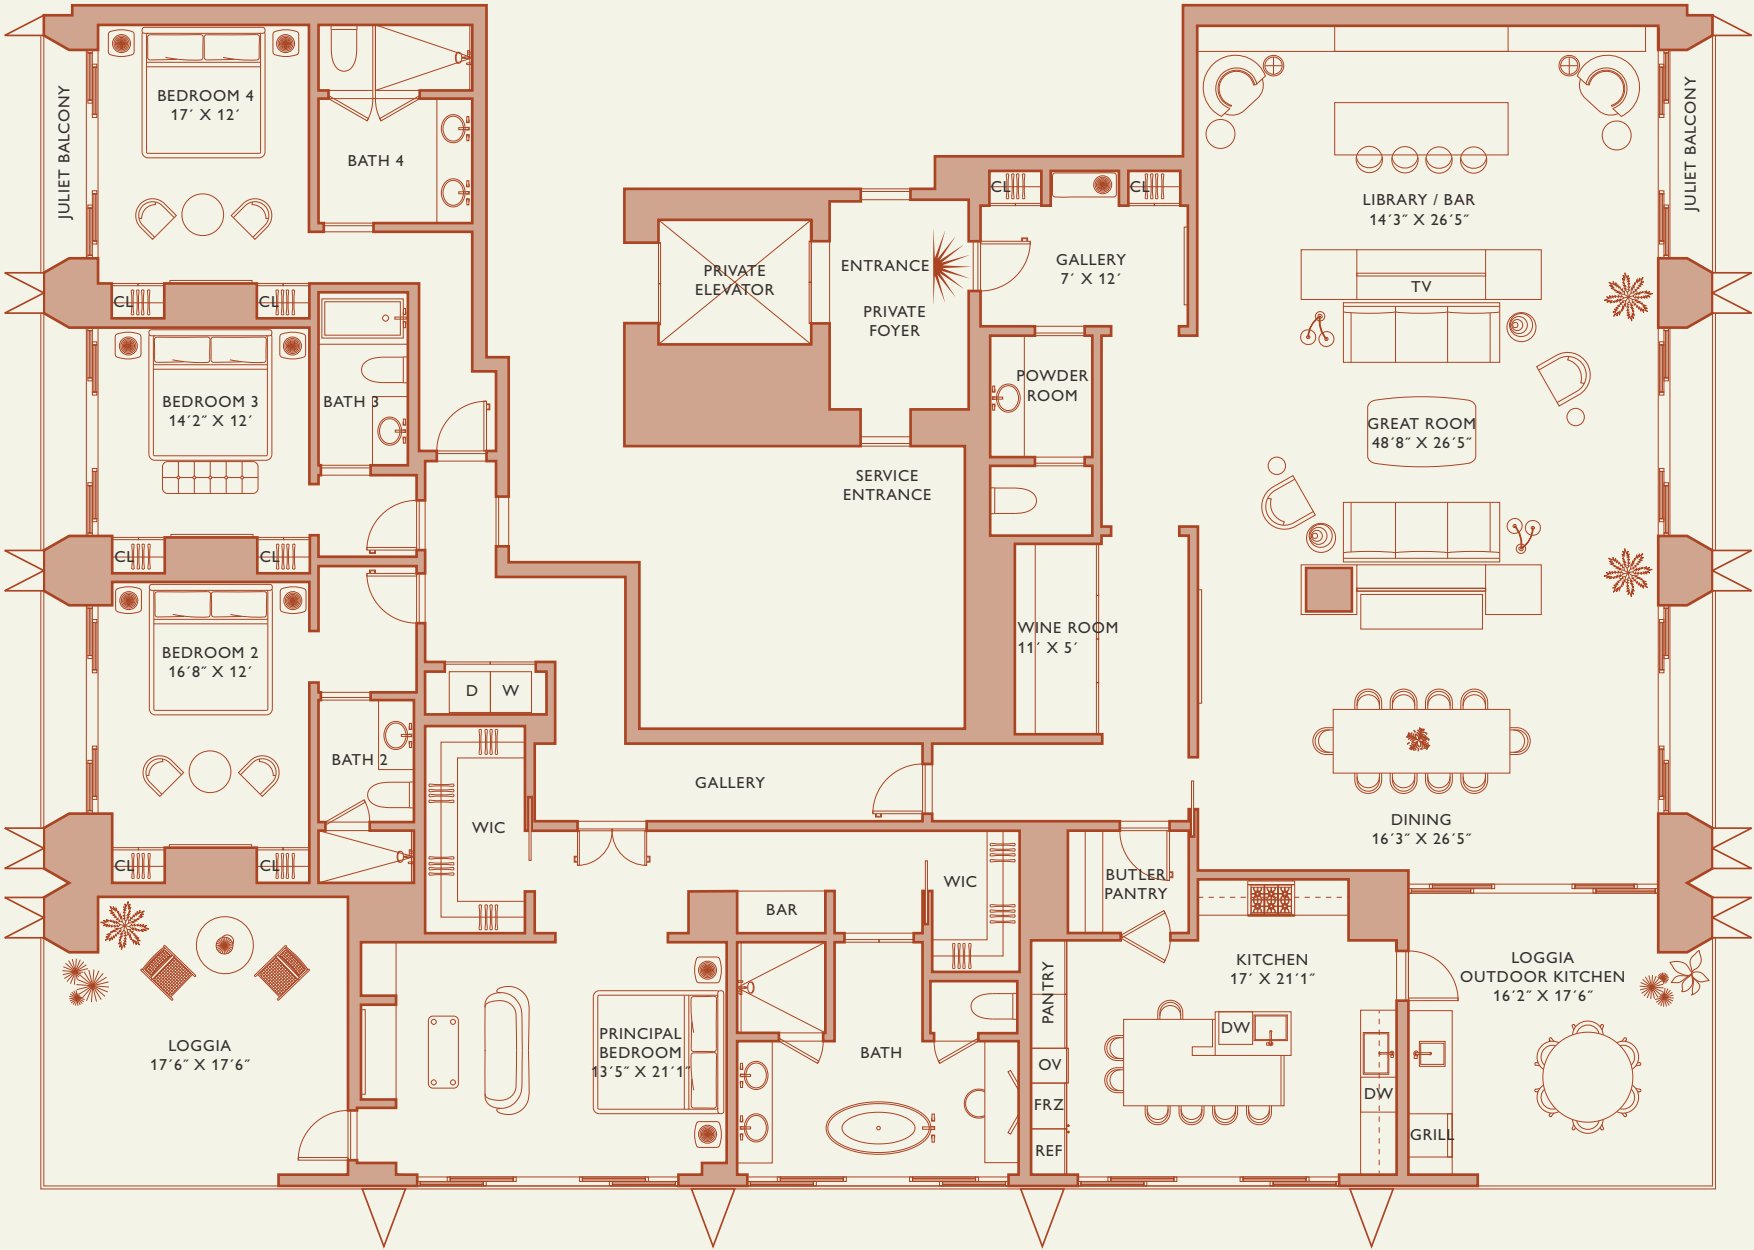 JULIET BALCONY
BEDROOM 4
17´ X 12´
BATH 4
CL
CL
BEDROOM 3
14´2˝ X 12´
BATH 3
CL
CL
BEDROOM 2
16´8˝ X 12´
BATH 2
CL
CL
D
W
WIC
LOGGIA
17´6˝ X 17´6˝
PRIVATE
ELEVATOR
ENTRANCE
PRIVATE
FOYER
SERVICE
ENTRANCE
CL
CL
GALLERY
7´ X 12´
POWDER
ROOM
WINE ROOM
11´ X 5´
GALLERY
JULIET BALCONY
LIBRARY / BAR
14´3˝ X 26´5˝
TV
GREAT ROOM
48´8˝ X 26´5˝
DINING
16´3˝ X 26´5˝
WIC
BAR
BUTLER
PANTRY
PRINCIPAL
BEDROOM
13´5˝ X 21´1˝
BATH
PANTRY
OV
FRZ
REF
KITCHEN
17´ X 21´1˝
DW
DW
GRILL
LOGGIA
OUTDOOR KITCHEN
16´2˝ X 17´6˝